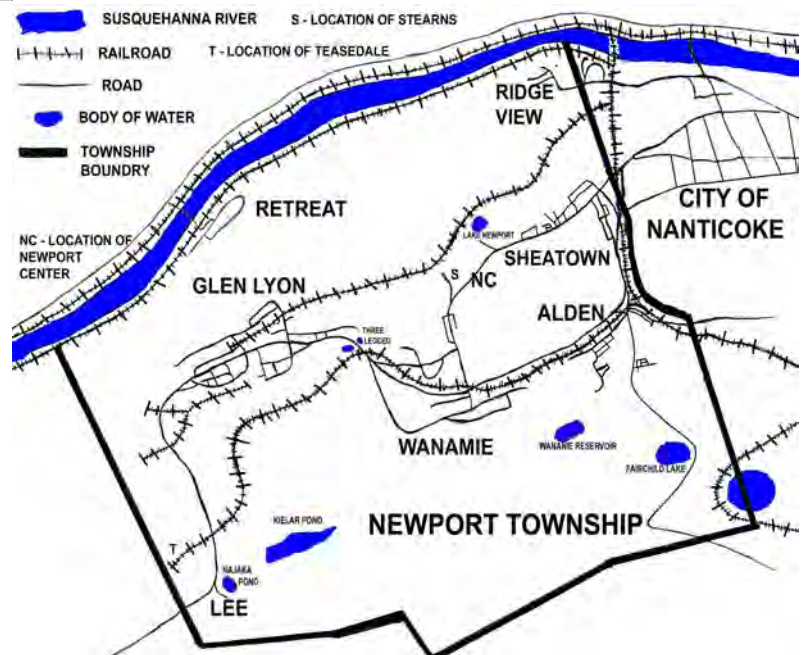 SUSQUEHANNA RIVER
S - LOCATION OF STEARNS
RAILROAD
T - LOCATION OF TEASEDALE
ROAD
BODY OF WATER
TOWNSHIP
BOUNDRY
NC - LOCATION OF
NEWPORT
CENTER
RIDGE
VIEW
RETREAT
CITY OF
NANTICOKE
LAKE NEWPORT
SHEATOWN
S
NC
GLEN LYON
ALDEN
THREE
LEGGED
WANAMIE
WANAMIE RESERVOIR
FAIRCHILD LAKE
KIELAR POND
NEWPORT TOWNSHIP
T
NAJAKA
POND
LEE